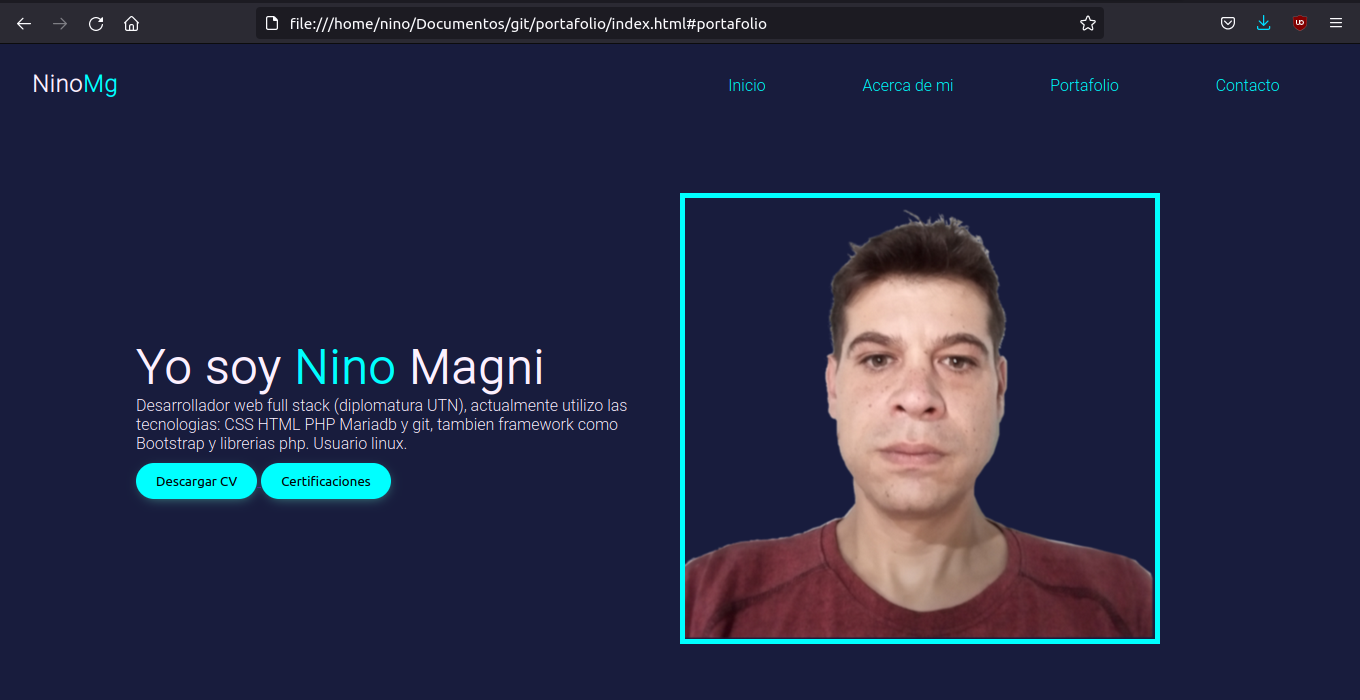 file:///home/nino/Documentos/git/portafolio/index.html#portafolio
UD
NinoMg
Inicio
Acerca de mi
Portafolio
Contacto
Yo soy Nino Magni
Desarrollador web full stack (diplomatura UTN), actualmente utilizo las
tecnologias: CSS HTML PHP Mariadb y git, tambien framework como
Bootstrap y librerias php. Usuario linux.
Descargar CV
Certificaciones